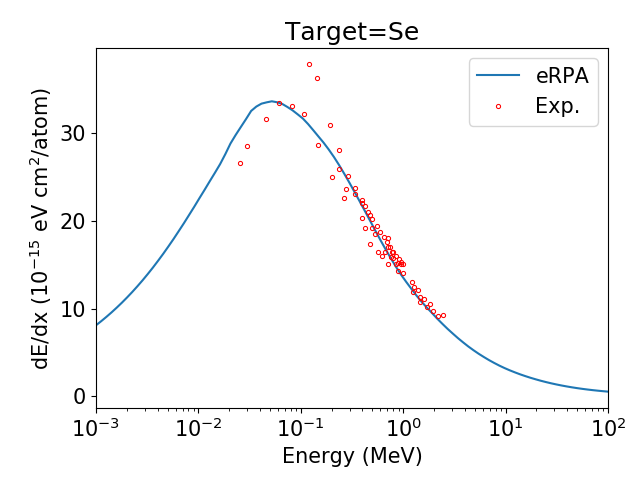 Target=Se
eRPA
Exp.
30
20
10
0
dE/dx (10⁻¹⁵ eV cm²/atom)
10⁻³ 10⁻² 10⁻¹ 10⁰ 10¹ 10²
Energy (MeV)